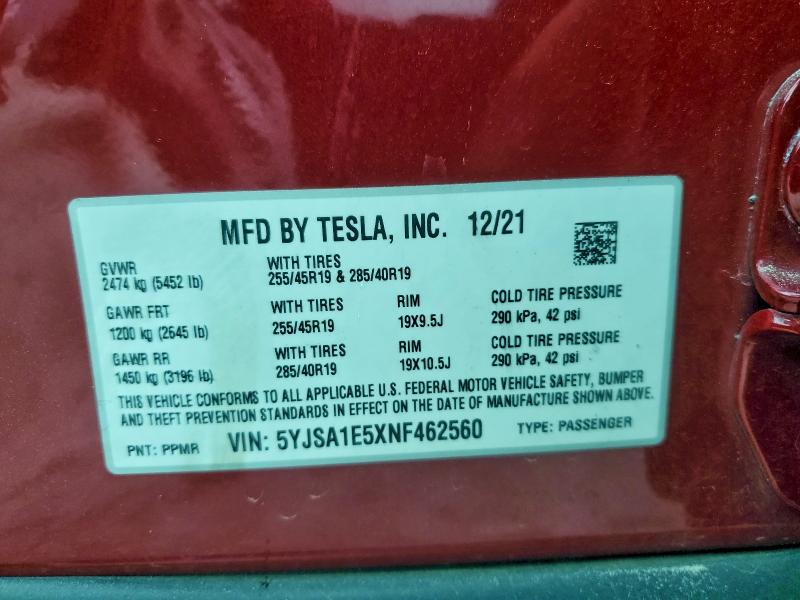 MFD BY TESLA, INC. 12/21
GVWR
2474 kg (5452 lb)
WITH TIRES
255/45R19 & 285/40R19
GAWR FRT
1200 kg (2645 lb)
WITH TIRES
255/45R19
RIM
19X9.5J
COLD TIRE PRESSURE
290 kPa, 42 psi
GAWR RR
1450 kg (3196 lb)
WITH TIRES
285/40R19
RIM
19X10.5J
COLD TIRE PRESSURE
290 kPa, 42 psi
THIS VEHICLE CONFORMS TO ALL APPLICABLE U.S. FEDERAL MOTOR VEHICLE SAFETY, BUMPER
AND THEFT PREVENTION STANDARDS IN EFFECT ON THE DATE OF MANUFACTURE SHOWN ABOVE.
PNT: PPMR VIN: 5YJSA1E5XNF462560 TYPE: PASSENGER